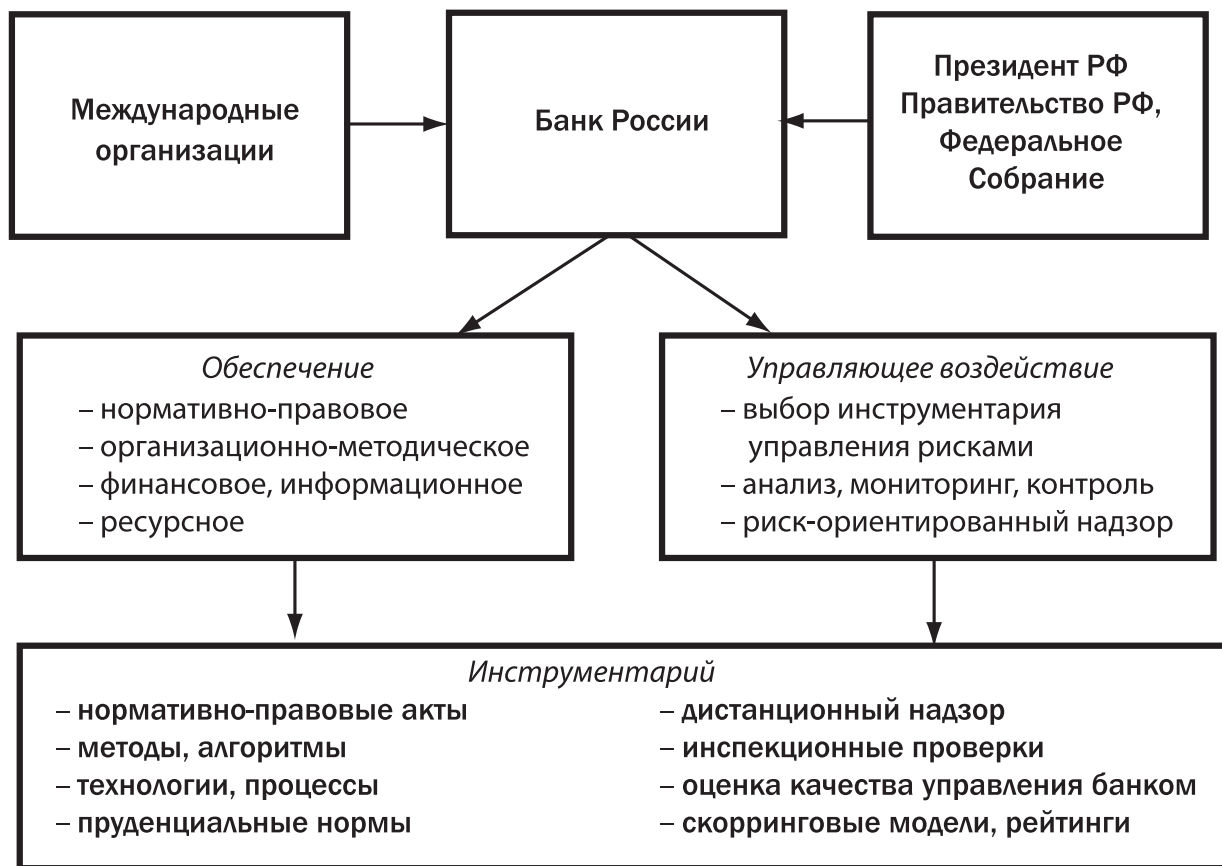 Международные
организации
Банк России
Президент РФ
Правительство РФ,
Федеральное
Собрание
Обеспечение
– нормативно-правовое
– организационно-методическое
– финансовое, информационное
– ресурсное
Управляющее воздействие
– выбор инструментария
управления рисками
– анализ, мониторинг, контроль
– риск-ориентированный надзор
Инструментарий
– нормативно-правовые акты
– методы, алгоритмы
– технологии, процессы
– пруденциальные нормы
– дистанционный надзор
– инспекционные проверки
– оценка качества управления банком
– скорринговые модели, рейтинги